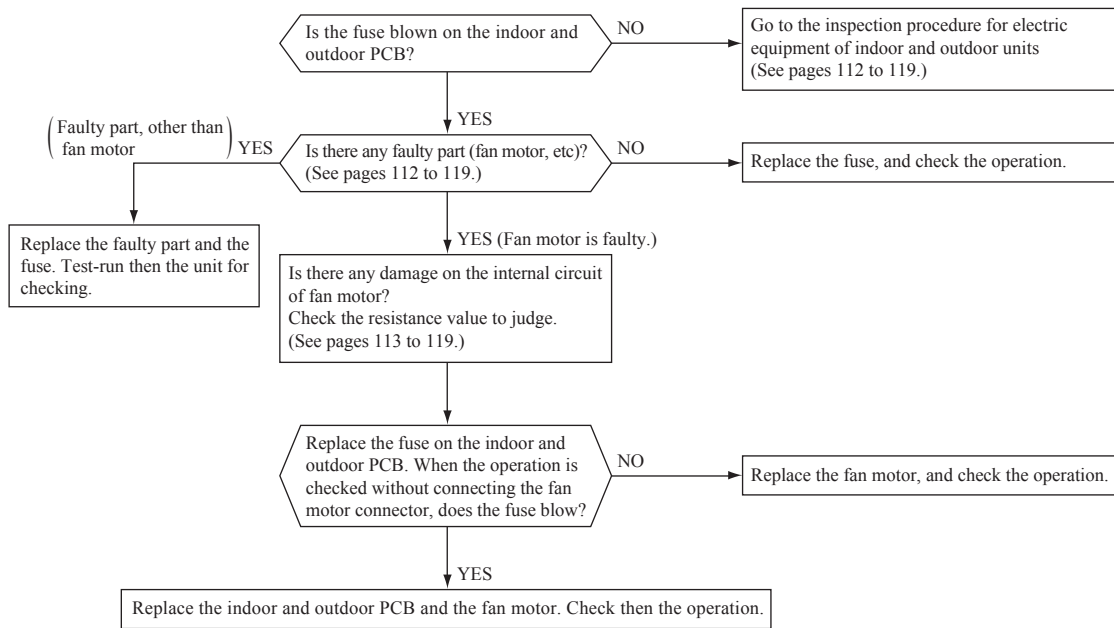 Is the fuse blown on the indoor and
outdoor PCB?
NO
Go to the inspection procedure for electric
equipment of indoor and outdoor units
(See pages 112 to 119.)
YES
(Faulty part, other than
fan motor)
YES
Is there any faulty part (fan motor, etc)?
(See pages 112 to 119.)
NO
Replace the fuse, and check the operation.
Replace the faulty part and the
fuse. Test-run then the unit for
checking.
YES (Fan motor is faulty.)
Is there any damage on the internal circuit
of fan motor?
Check the resistance value to judge.
(See pages 113 to 119.)
Replace the fuse on the indoor and
outdoor PCB. When the operation is
checked without connecting the fan
motor connector, does the fuse blow?
NO
Replace the fan motor, and check the operation.
YES
Replace the indoor and outdoor PCB and the fan motor. Check then the operation.